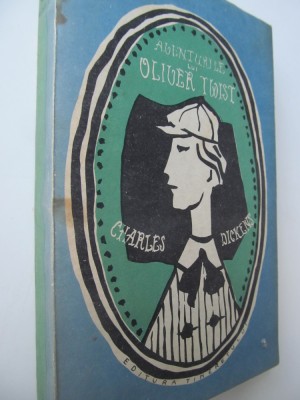 AVENTURILE
LUI
OLIVER TWIST
CHARLES
DICKENS
EDITURA TINERETULUI